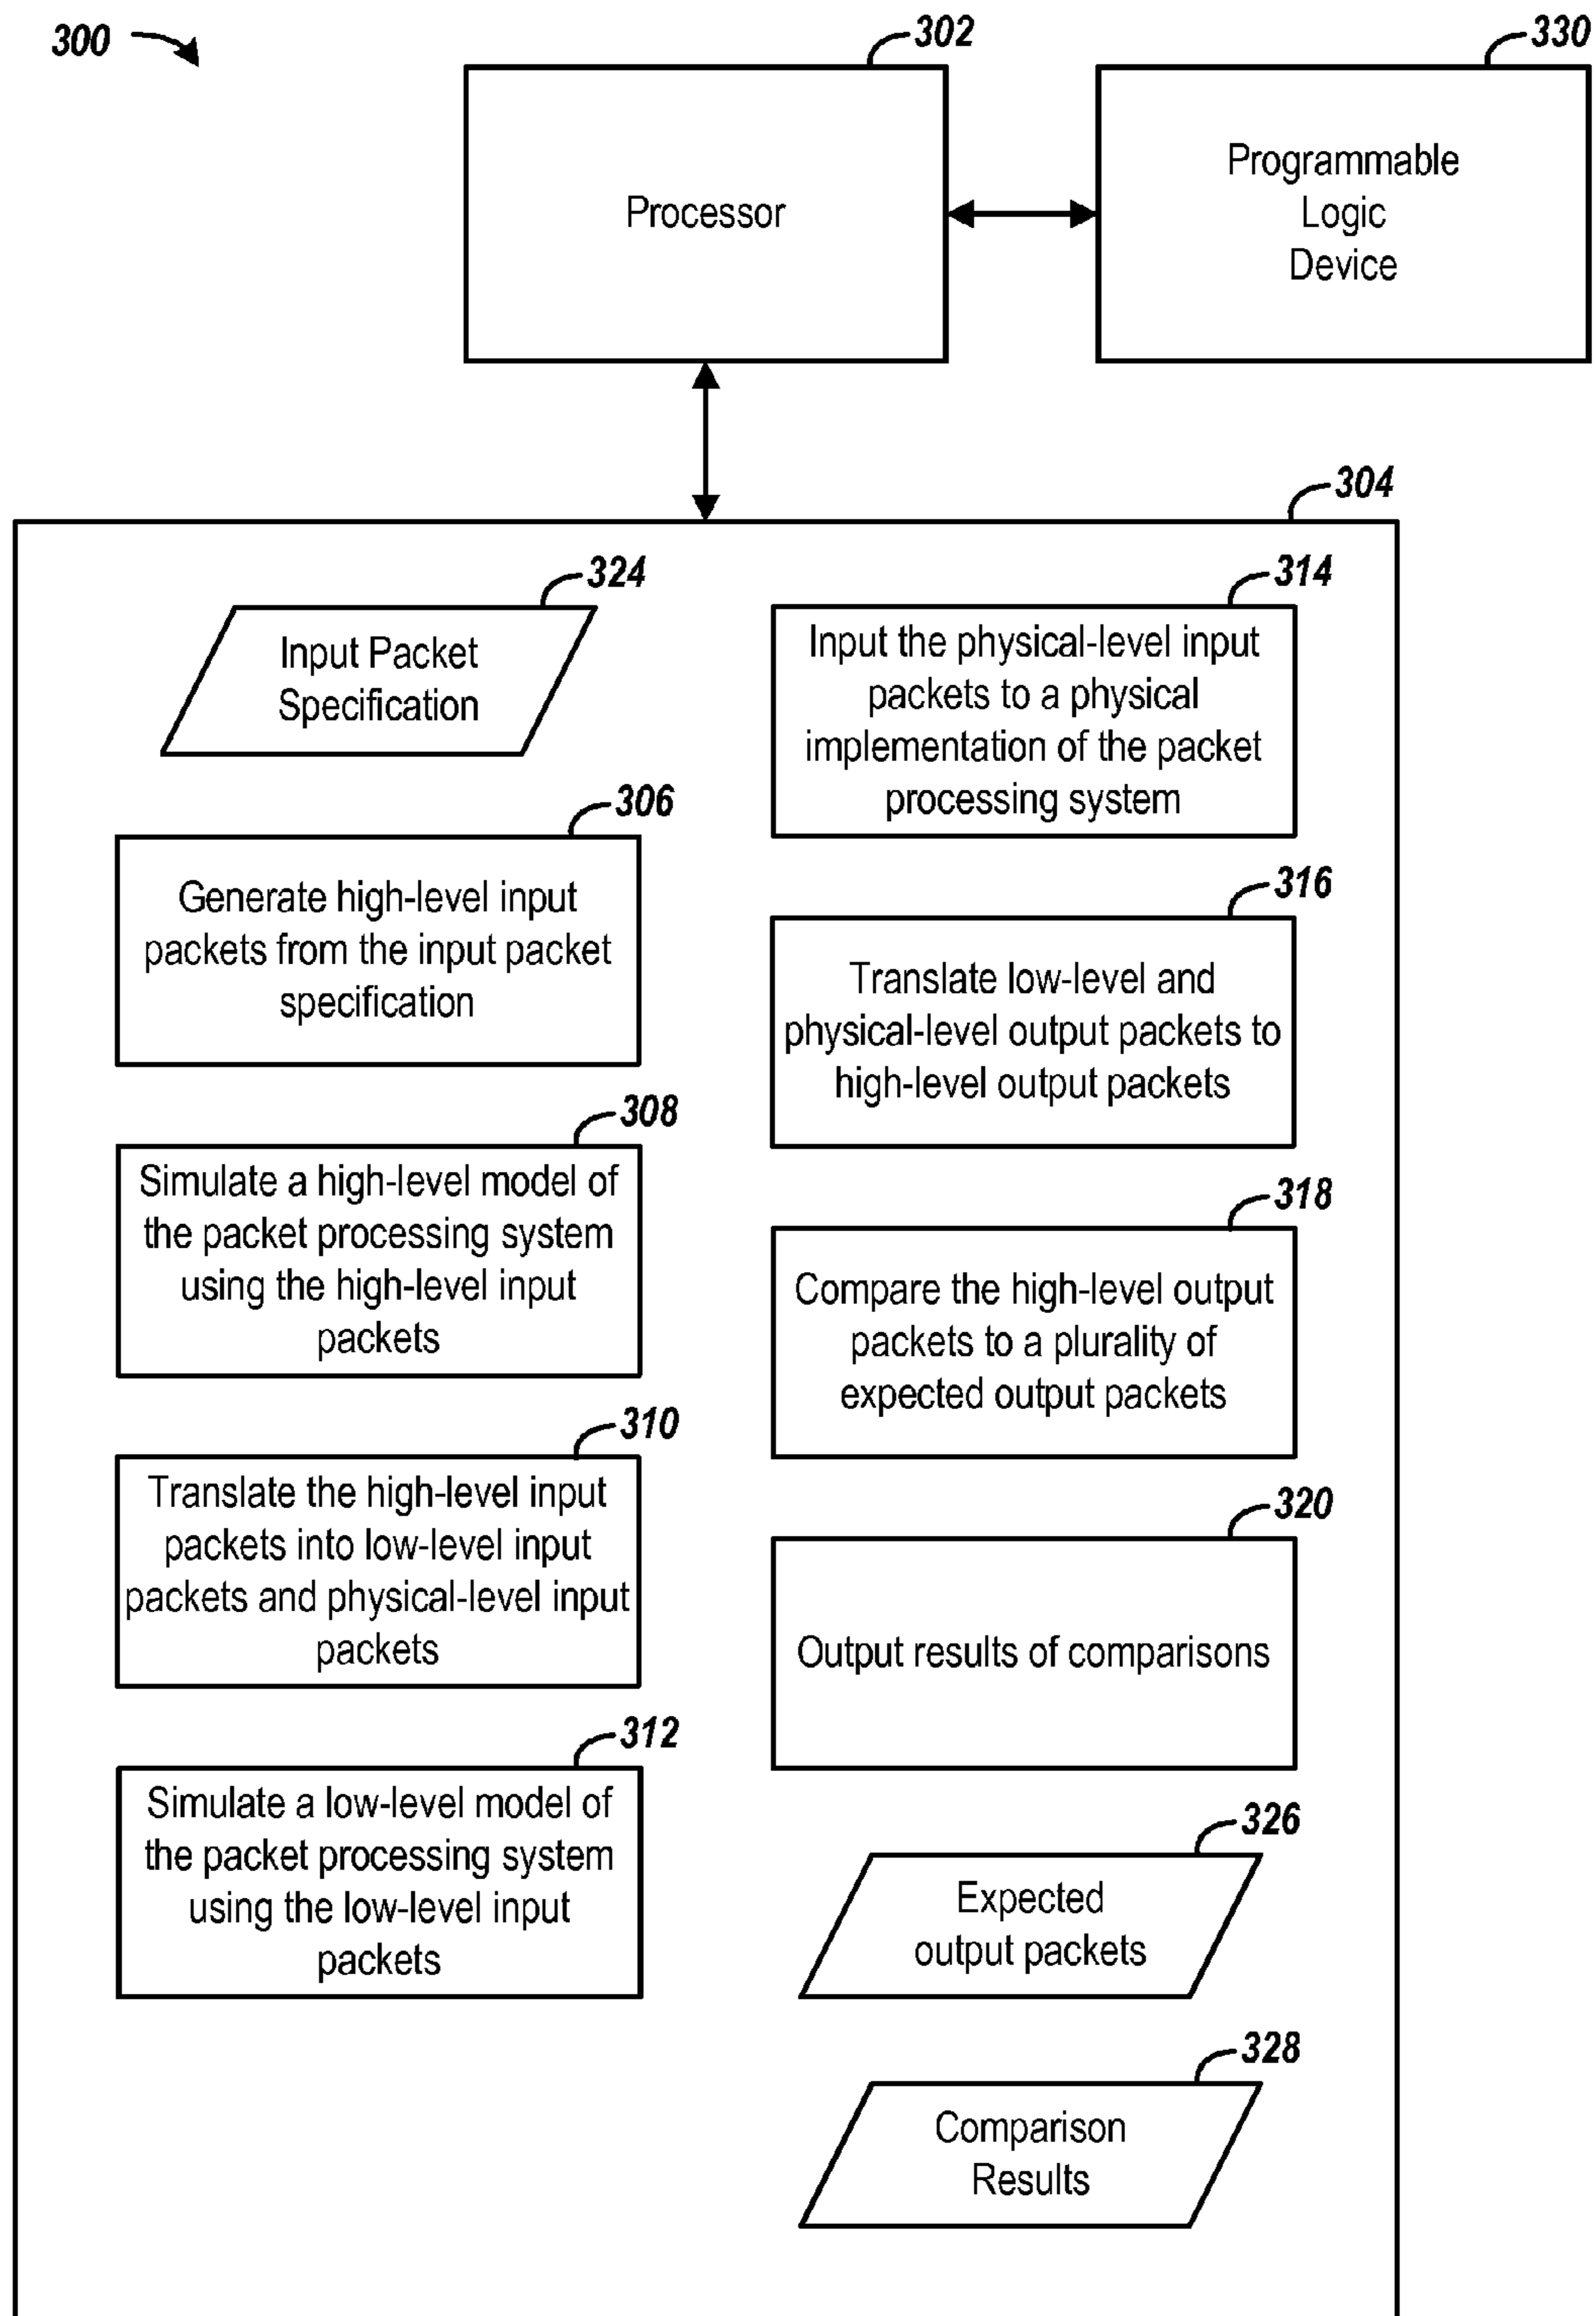 300
302
330
Processor
Programmable
Logic
Device
304
324
Input Packet
Specification
306
Generate high-level input
packets from the input packet
specification
308
Simulate a high-level model of
the packet processing system
using the high-level input
packets
310
Translate the high-level input
packets into low-level input
packets and physical-level input
packets
312
Simulate a low-level model of
the packet processing system
using the low-level input
packets
314
Input the physical-level input
packets to a physical
implementation of the packet
processing system
316
Translate low-level and
physical-level output packets to
high-level output packets
318
Compare the high-level output
packets to a plurality of
expected output packets
320
Output results of comparisons
326
Expected
output packets
328
Comparison
Results